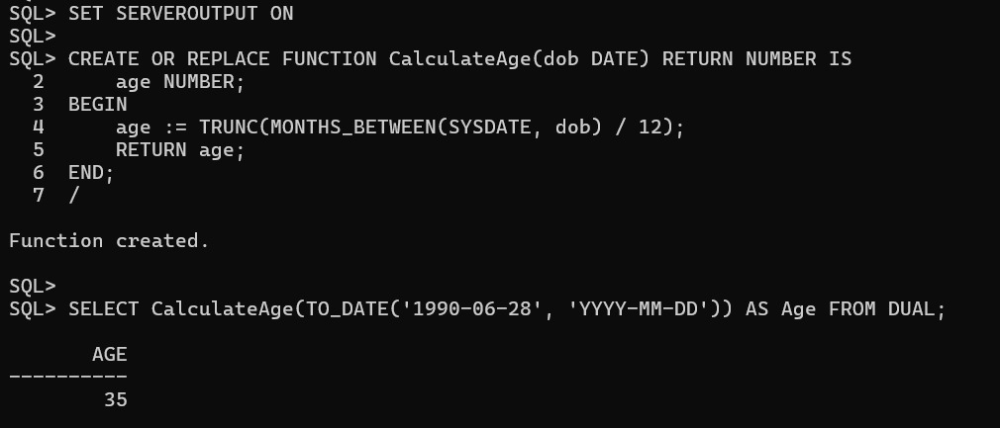 SQL> SET SERVEROUTPUT ON
SQL>
SQL> CREATE OR REPLACE FUNCTION CalculateAge(dob DATE) RETURN NUMBER IS
  2      age NUMBER;
  3  BEGIN
  4      age := TRUNC(MONTHS_BETWEEN(SYSDATE, dob) / 12);
  5      RETURN age;
  6  END;
  7  /
Function created.
SQL>
SQL> SELECT CalculateAge(TO_DATE('1990-06-28', 'YYYY-MM-DD')) AS Age FROM DUAL;
       AGE
----------
        35